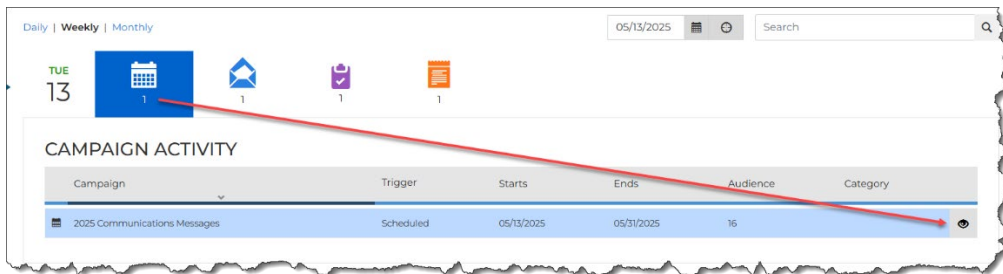 Daily | Weekly | Monthly
05/13/2025
Search
TUE
13
1
1
1
1
CAMPAIGN ACTIVITY
Campaign Trigger Starts Ends Audience Category
2025 Communications Messages Scheduled 05/13/2025 05/31/2025 16